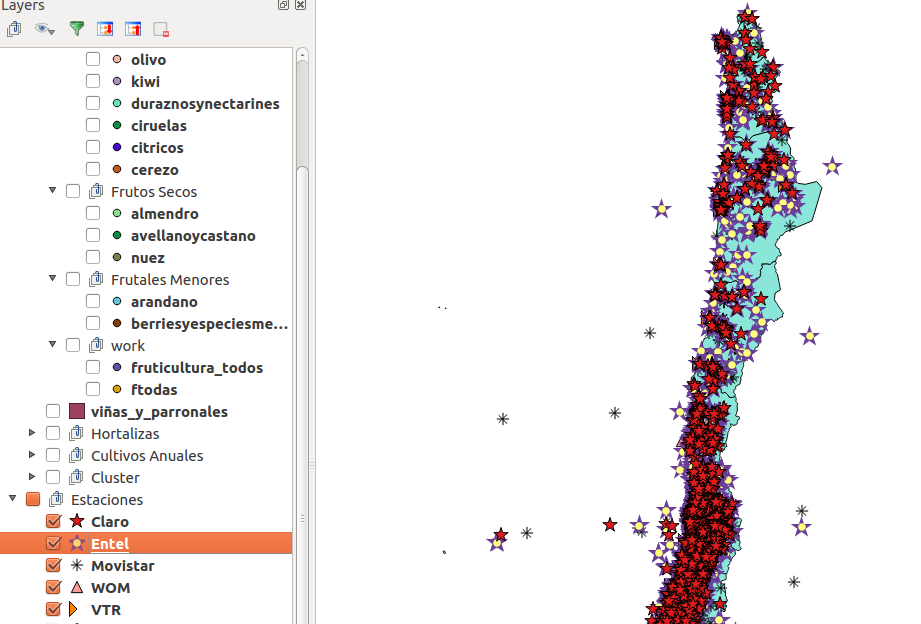 Layers
olivo
kiwi
duraznosynectarines
ciruelas
citricos
cerezo
Frutos Secos
almendro
avellanoycastano
nuez
Frutales Menores
arandano
berriesyespeciesme...
work
fruticultura_todos
ftodas
viñas_y_parronales
Hortalizas
Cultivos Anuales
Cluster
Estaciones
Claro
Entel
Movistar
WOM
VTR